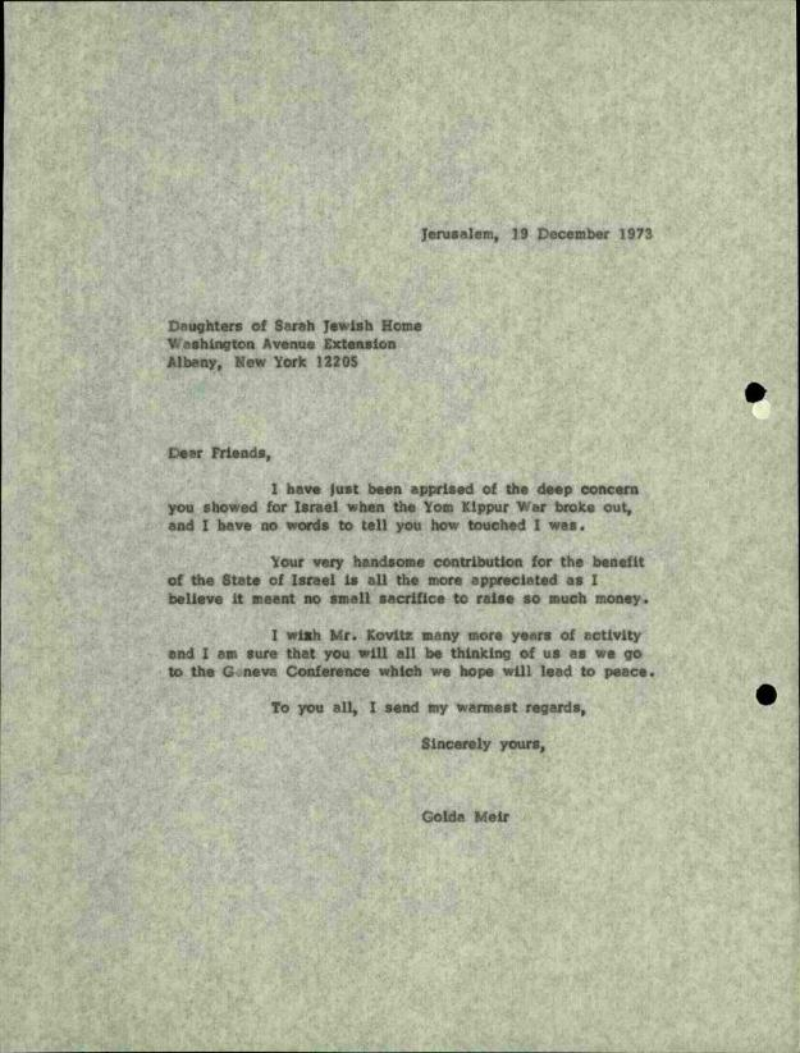 Jerusalem, 19 December 1973
Daughters of Sarah Jewish Home
Washington Avenue Extension
Albany, New York 12205
Dear Friends,
I have just been apprised of the deep concern
you showed for Israel when the Yom Kippur War broke out,
and I have no words to tell you how touched I was.
Your very handsome contribution for the benefit
of the State of Israel is all the more appreciated as I
believe it meant no small sacrifice to raise so much money.
I wish Mr. Kovitz many more years of activity
and I am sure that you will all be thinking of us as we go
to the Geneva Conference which we hope will lead to peace.
To you all, I send my warmest regards,
Sincerely yours,
Golda Meir